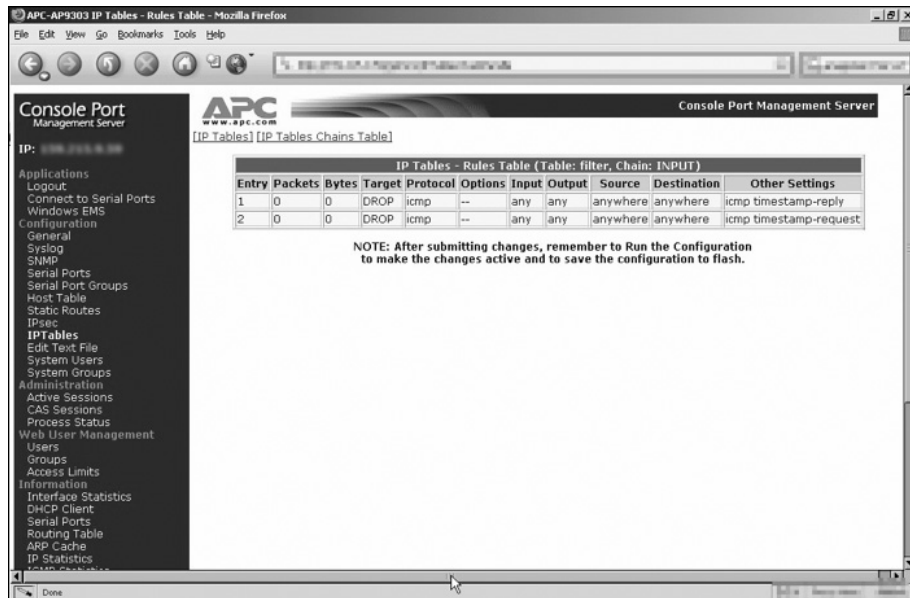 APC-AP9303 IP Tables - Rules Table - Mozilla Firefox
File Edit View Go Bookmarks Tools Help
Console Port
Management Server
IP:
Applications
Logout
Connect to Serial Ports
Windows EMS
Configuration
General
Syslog
SNMP
Serial Ports
Serial Port Groups
Host Table
Static Routes
IPsec
IPTables
Edit Text File
System Users
System Groups
Administration
Active Sessions
CAS Sessions
Process Status
Web User Management
Users
Groups
Access Limits
Information
Interface Statistics
DHCP Client
Serial Ports
Routing Table
ARP Cache
IP Statistics
ICMP Statistics
APC
www.apc.com
Console Port Management Server
[IP Tables] [IP Tables Chains Table]
IP Tables - Rules Table (Table: filter, Chain: INPUT)
Entry Packets Bytes Target Protocol Options Input Output Source Destination Other Settings
1 0 0 DROP icmp -- any any anywhere anywhere icmp timestamp-reply
2 0 0 DROP icmp -- any any anywhere anywhere icmp timestamp-request
NOTE: After submitting changes, remember to Run the Configuration
to make the changes active and to save the configuration to flash.
Done